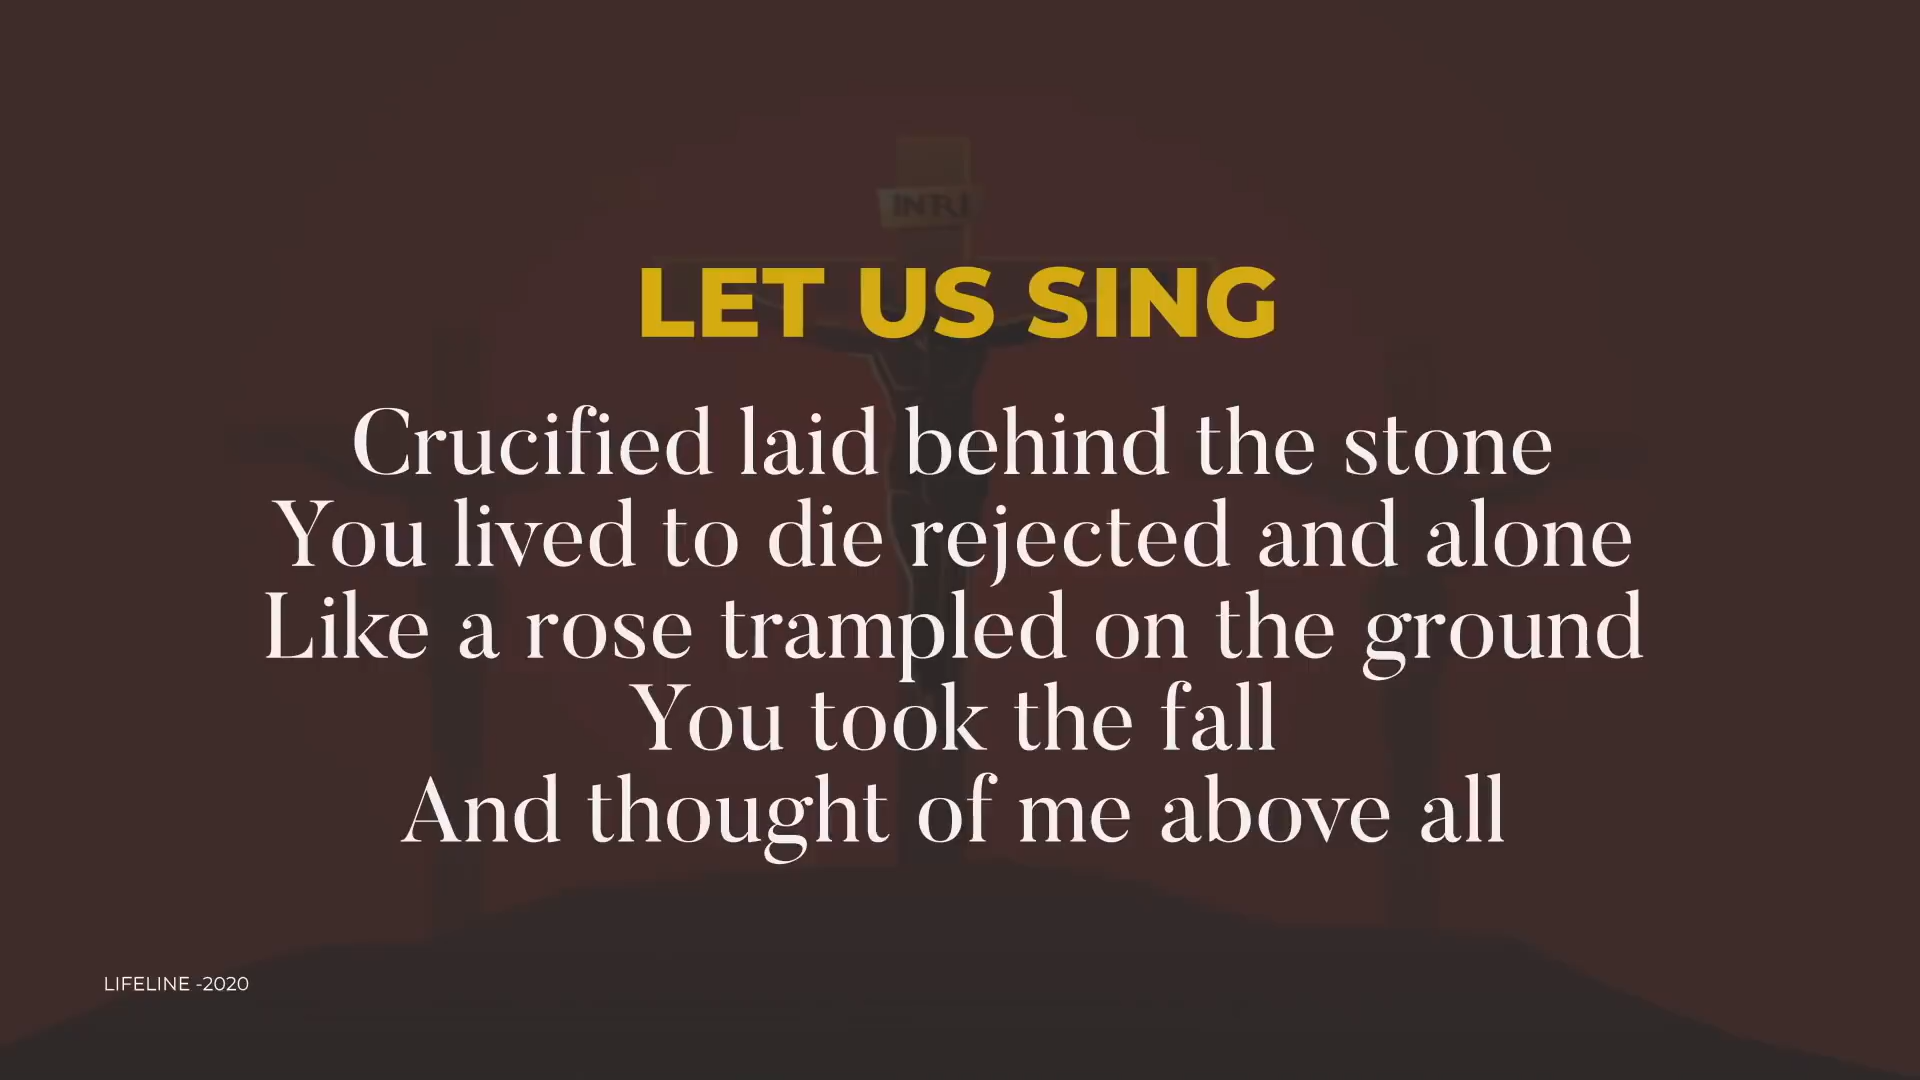 INRI
LET US SING
Crucified laid behind the stone
You lived to die rejected and alone
Like a rose trampled on the ground
You took the fall
And thought of me above all
LIFELINE -2020